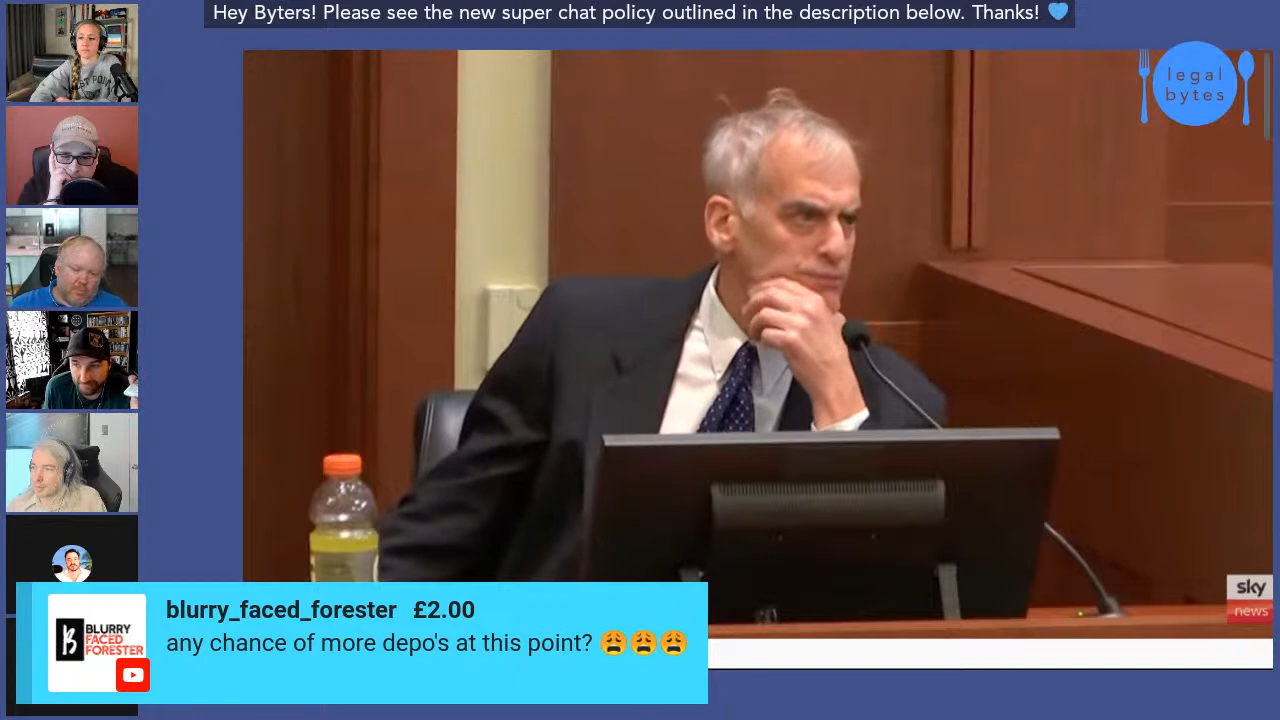 Hey Byters! Please see the new super chat policy outlined in the description below. Thanks! 💙
legal
bytes
sky
news
blurry_faced_forester £2.00
any chance of more depo's at this point? 😩😩😩
BLURRY
FACED
FORESTER